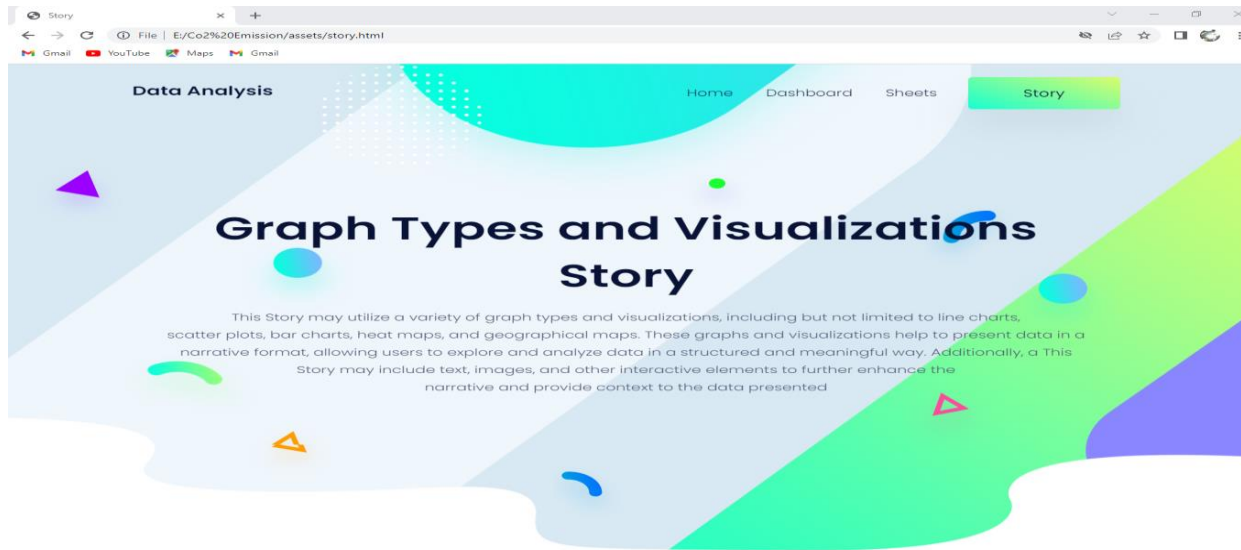 Story
File | E:/Co2%20Emission/assets/story.html
Gmail YouTube Maps Gmail
Data Analysis Home Dashboard Sheets Story
Graph Types and Visualizations
Story
This Story may utilize a variety of graph types and visualizations, including but not limited to line charts,
scatter plots, bar charts, heat maps, and geographical maps. These graphs and visualizations help to present data in a
narrative format, allowing users to explore and analyze data in a structured and meaningful way. Additionally, a This
Story may include text, images, and other interactive elements to further enhance the
narrative and provide context to the data presented